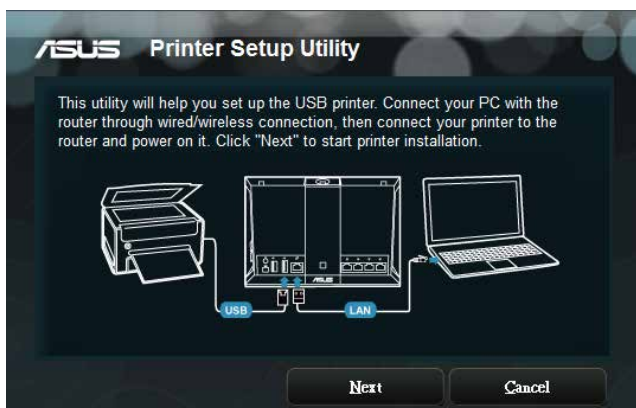 ASUS Printer Setup Utility
This utility will help you set up the USB printer. Connect your PC with the
router through wired/wireless connection, then connect your printer to the
router and power on it. Click "Next" to start printer installation.
ASUS
USB
LAN
Next
Cancel